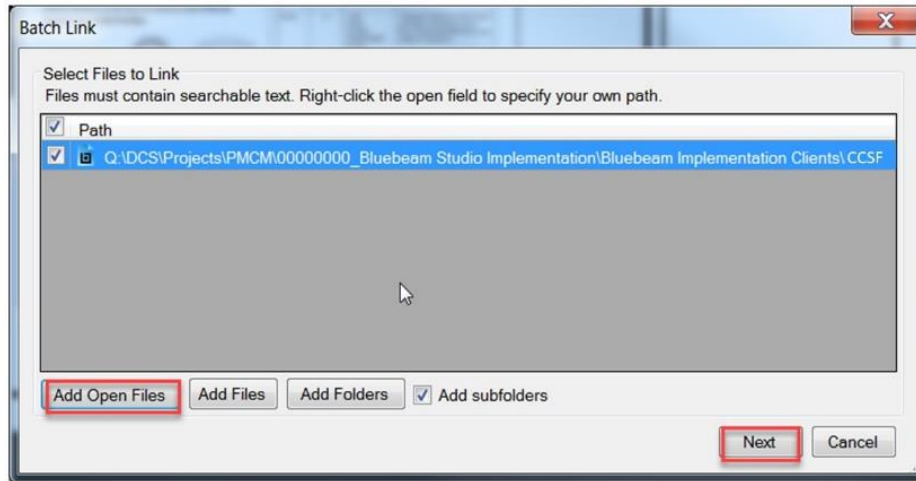 Batch Link
Select Files to Link
Files must contain searchable text. Right-click the open field to specify your own path.
Path
Q:\DCS\Projects\PMCM\00000000_Bluebeam Studio Implementation\Bluebeam Implementation Clients\CCSF
Add Open Files Add Files Add Folders Add subfolders
Next Cancel